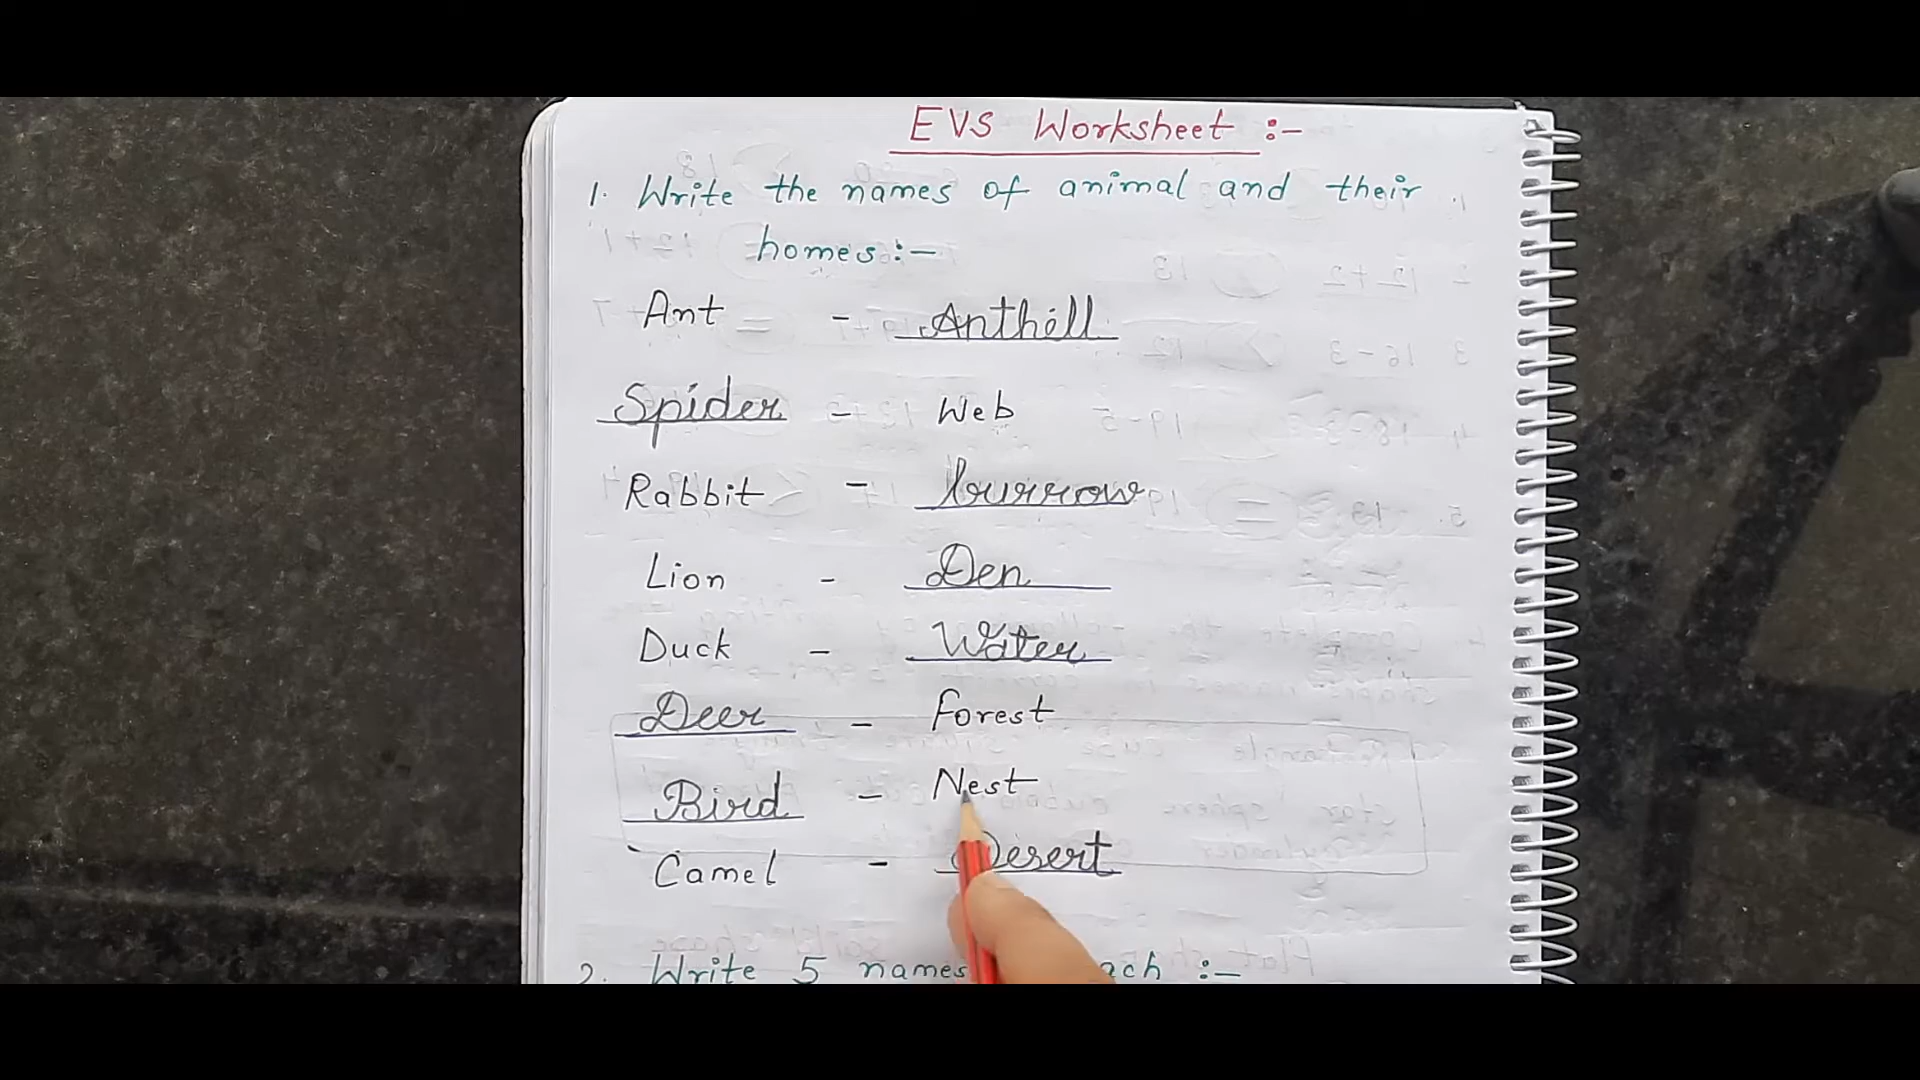 EVS Worksheet :-
1. Write the names of animal and their
homes:-
Ant - Anthill
Spider - Web
Rabbit - burrow
Lion - Den
Duck - Water
Deer - Forest
Bird - Nest
Camel - Desert
2. Write 5 names ach :-